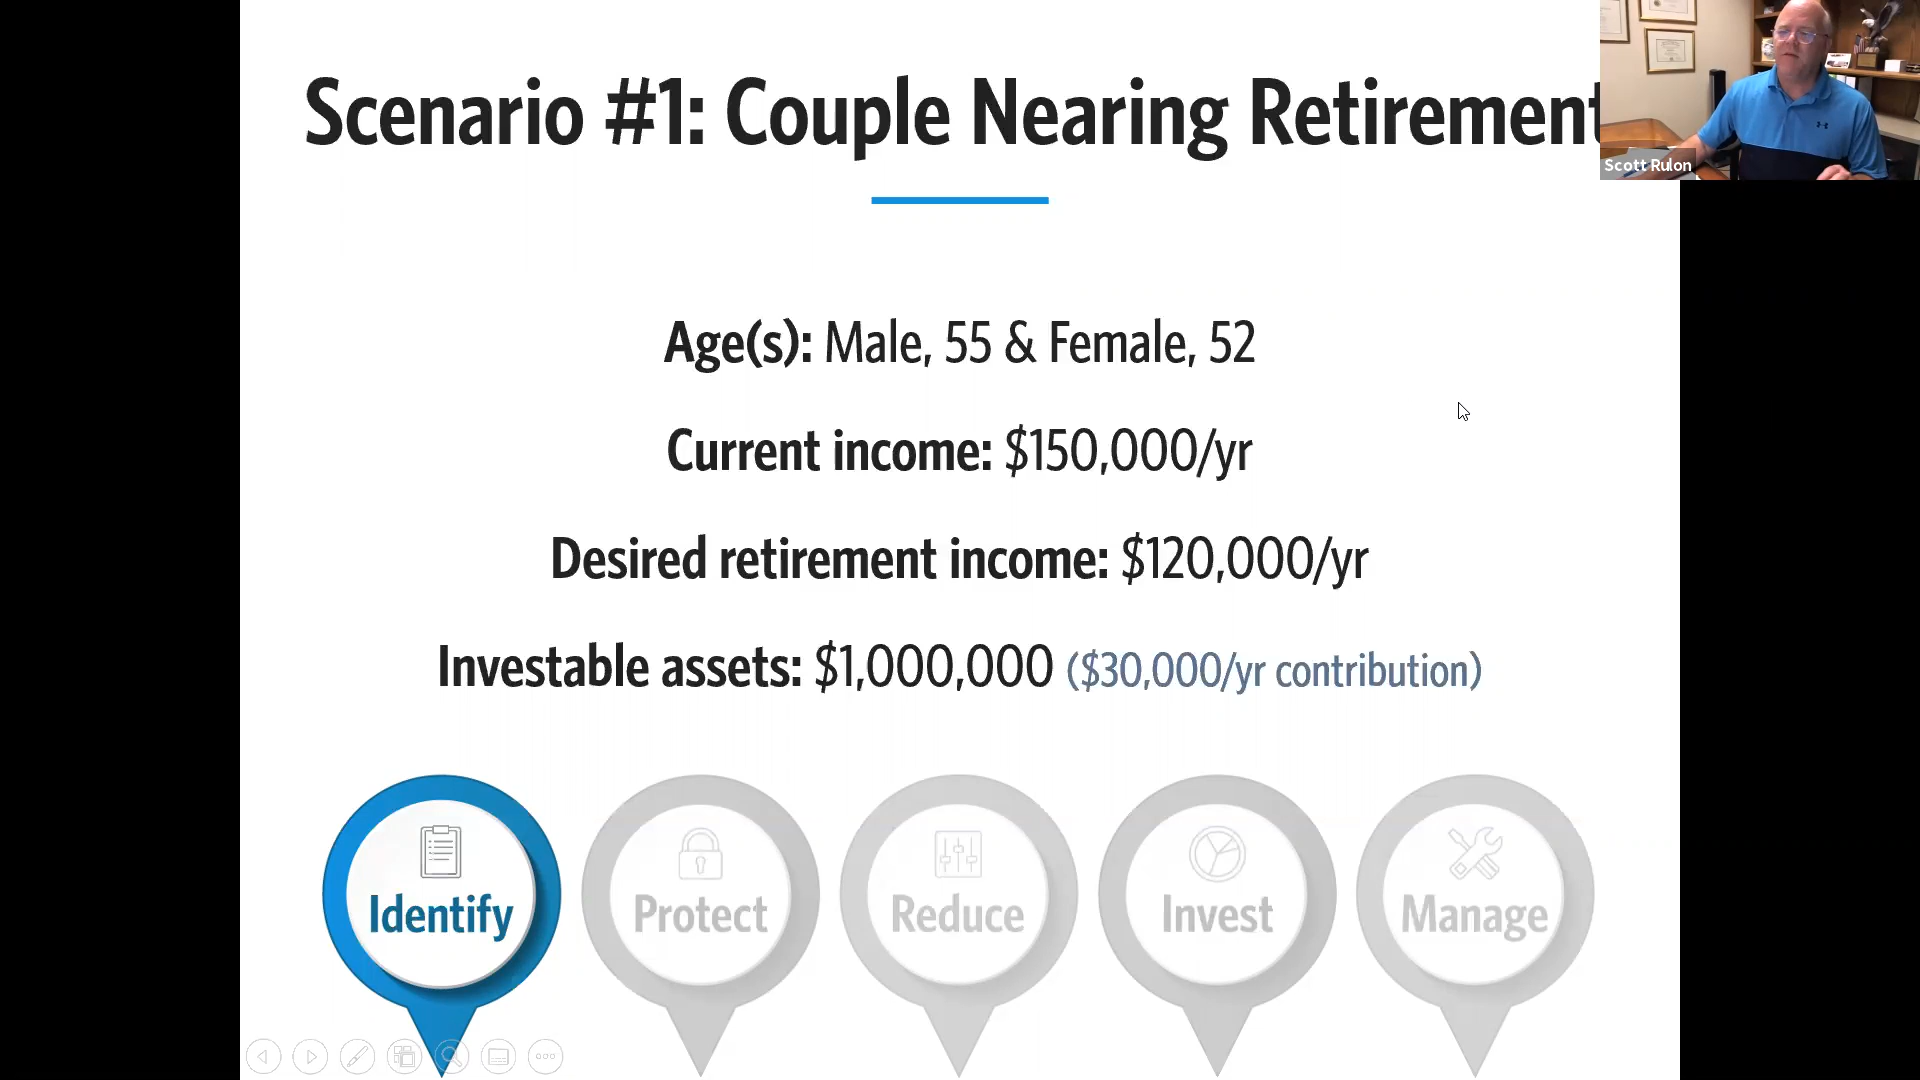 Scenario #1: Couple Nearing Retirement
Scott Rulon
Age(s): Male, 55 & Female, 52
Current income: $150,000/yr
Desired retirement income: $120,000/yr
Investable assets: $1,000,000 ($30,000/yr contribution)
Identify
Protect
Reduce
Invest
Manage